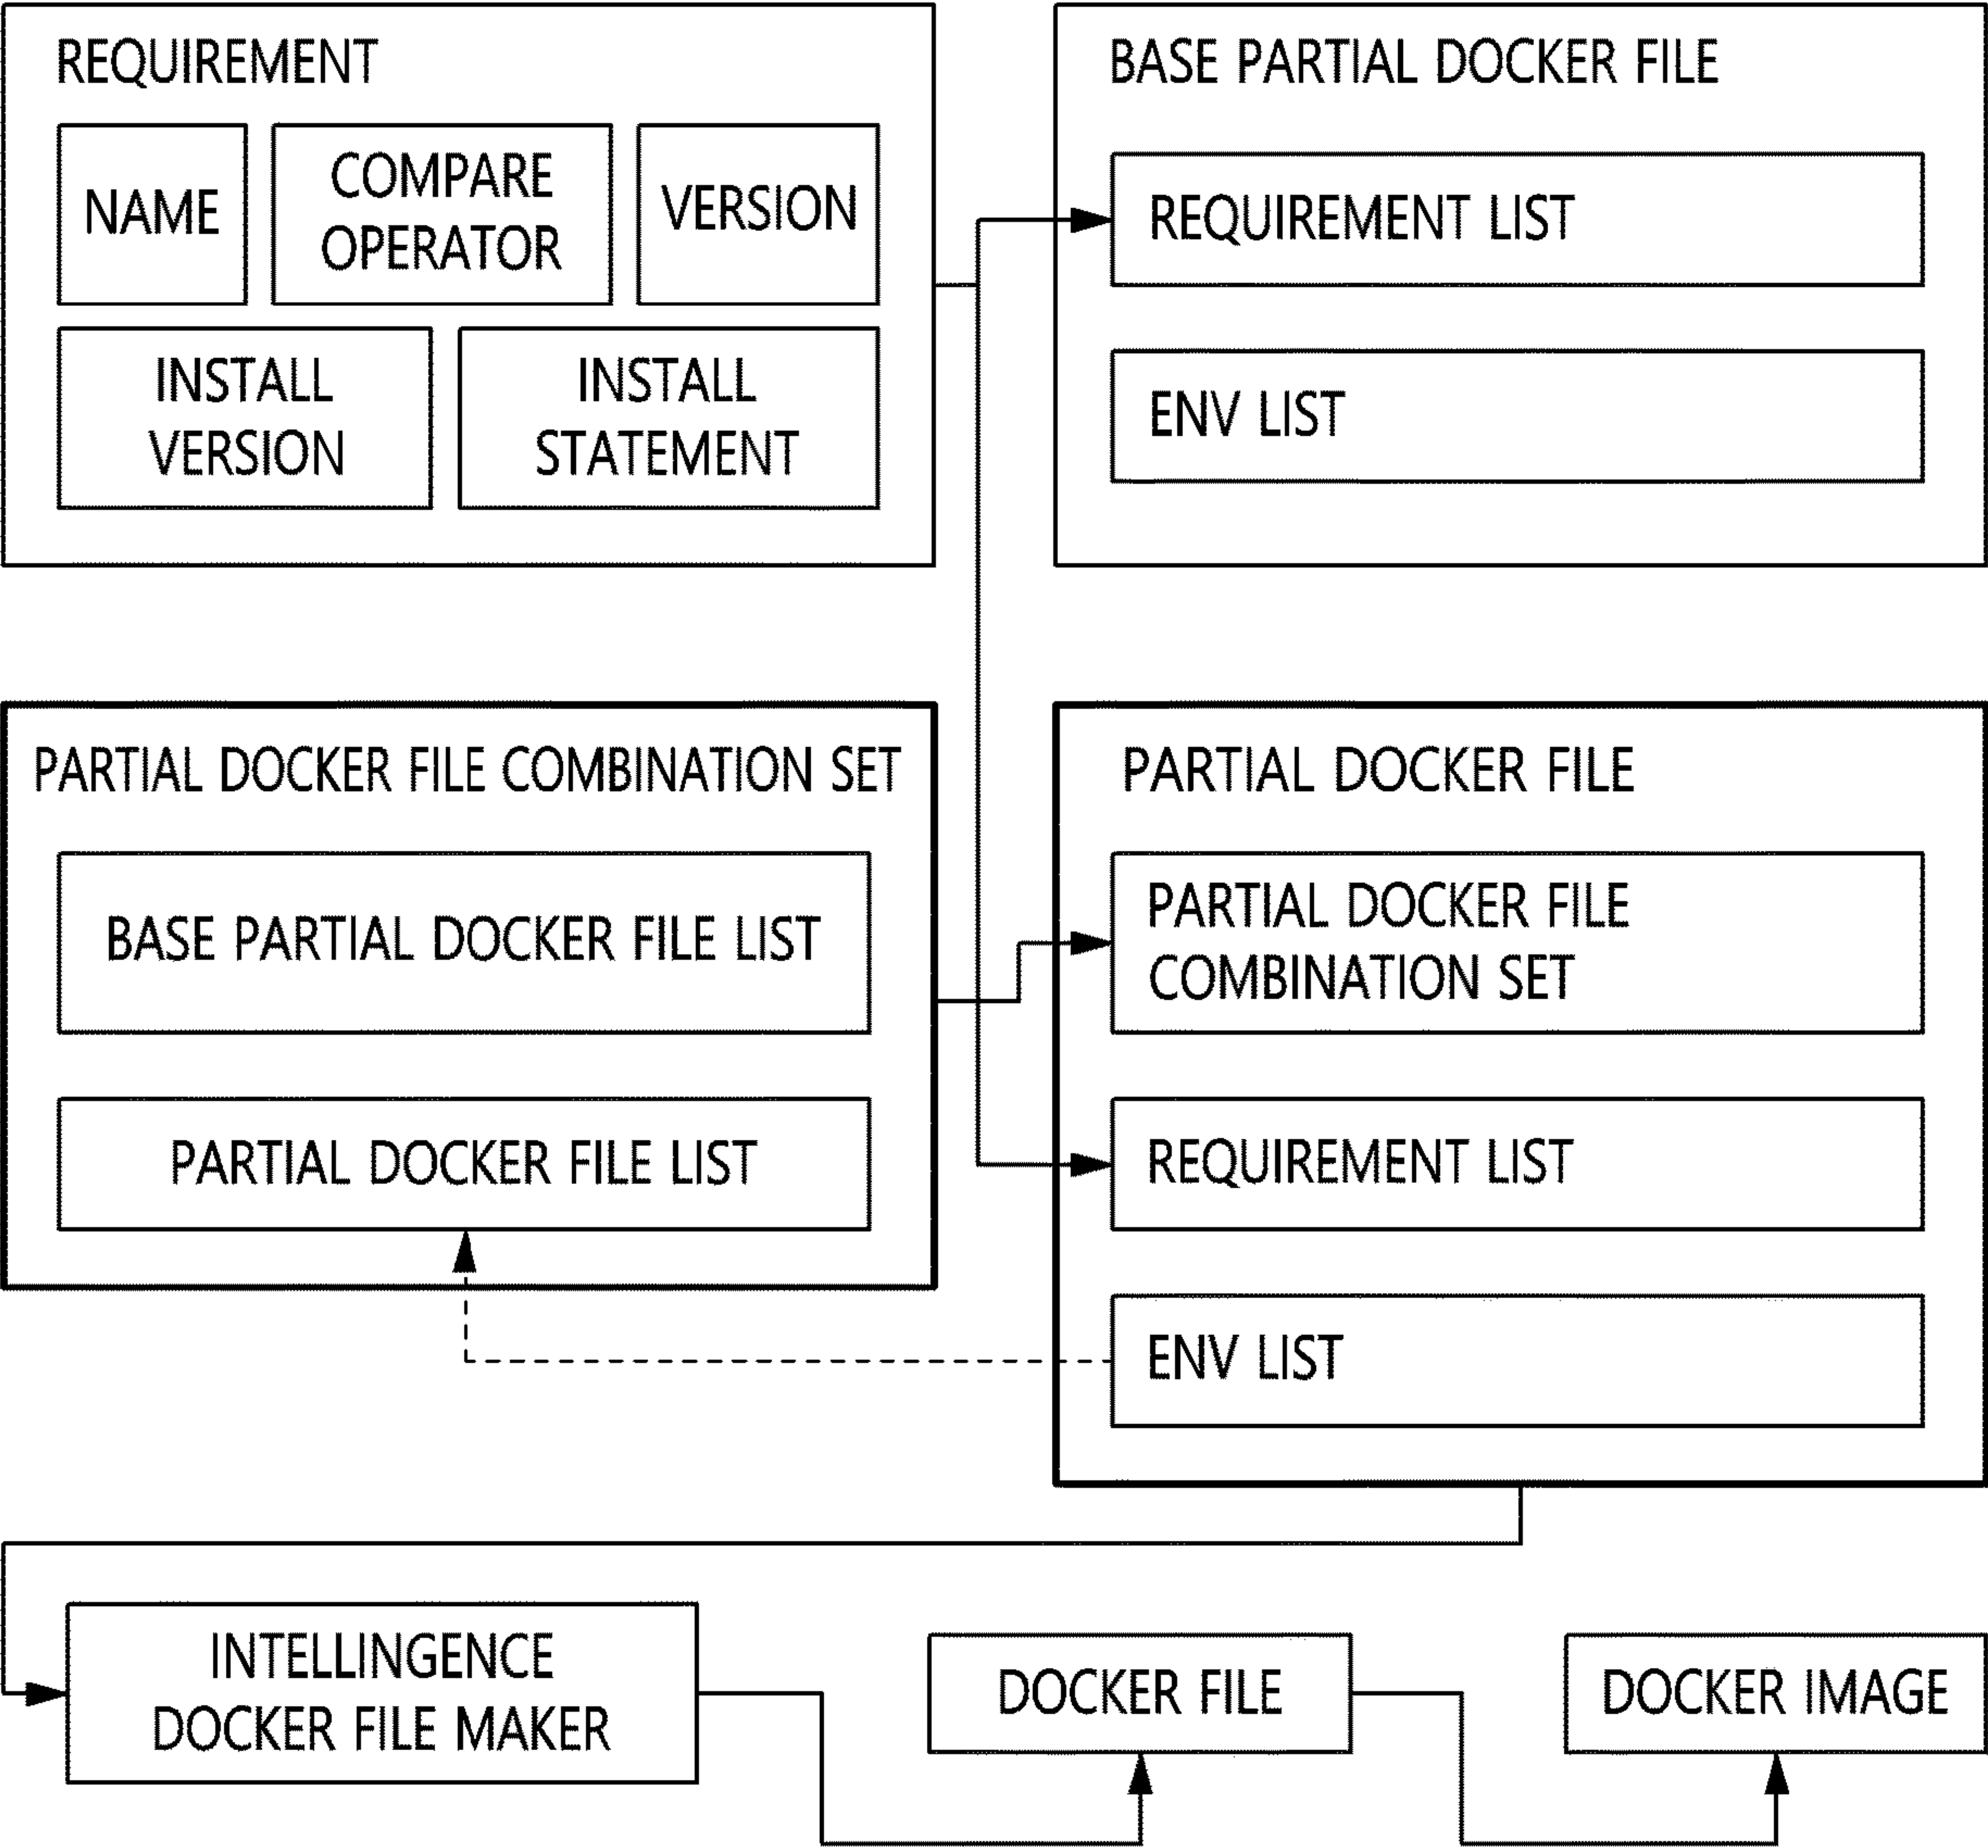 REQUIREMENT
NAME
COMPARE
OPERATOR
VERSION
INSTALL
VERSION
INSTALL
STATEMENT
BASE PARTIAL DOCKER FILE
REQUIREMENT LIST
ENV LIST
PARTIAL DOCKER FILE COMBINATION SET
BASE PARTIAL DOCKER FILE LIST
PARTIAL DOCKER FILE LIST
PARTIAL DOCKER FILE
PARTIAL DOCKER FILE
COMBINATION SET
REQUIREMENT LIST
ENV LIST
INTELLINGENCE
DOCKER FILE MAKER
DOCKER FILE
DOCKER IMAGE